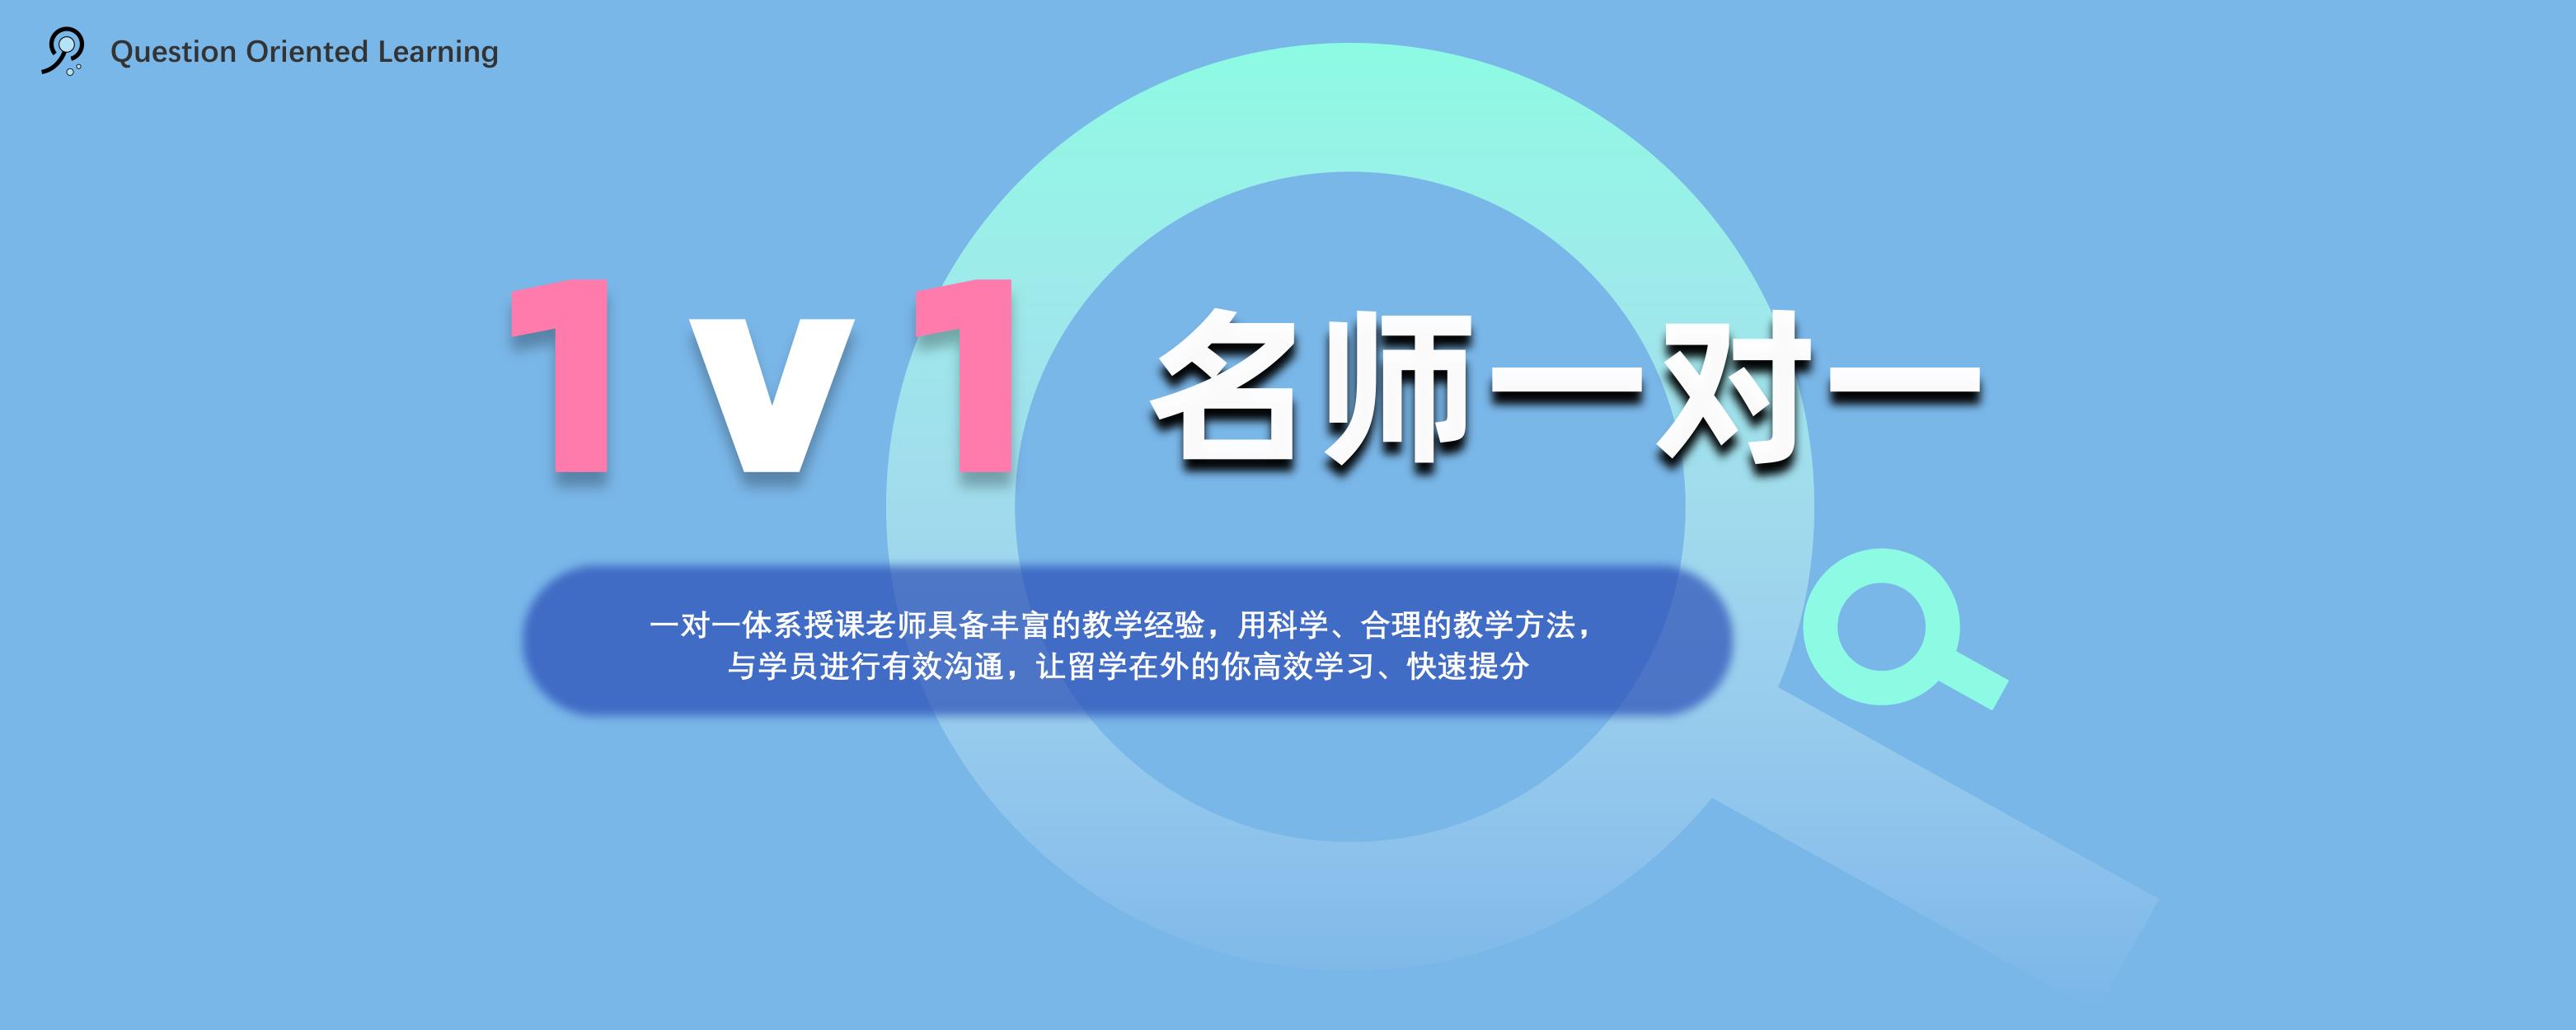 Question Oriented Learning
1v1 名师一对一
一对一体系授课老师具备丰富的教学经验，用科学、合理的教学方法，
与学员进行有效沟通，让留学在外的你高效学习、快速提分